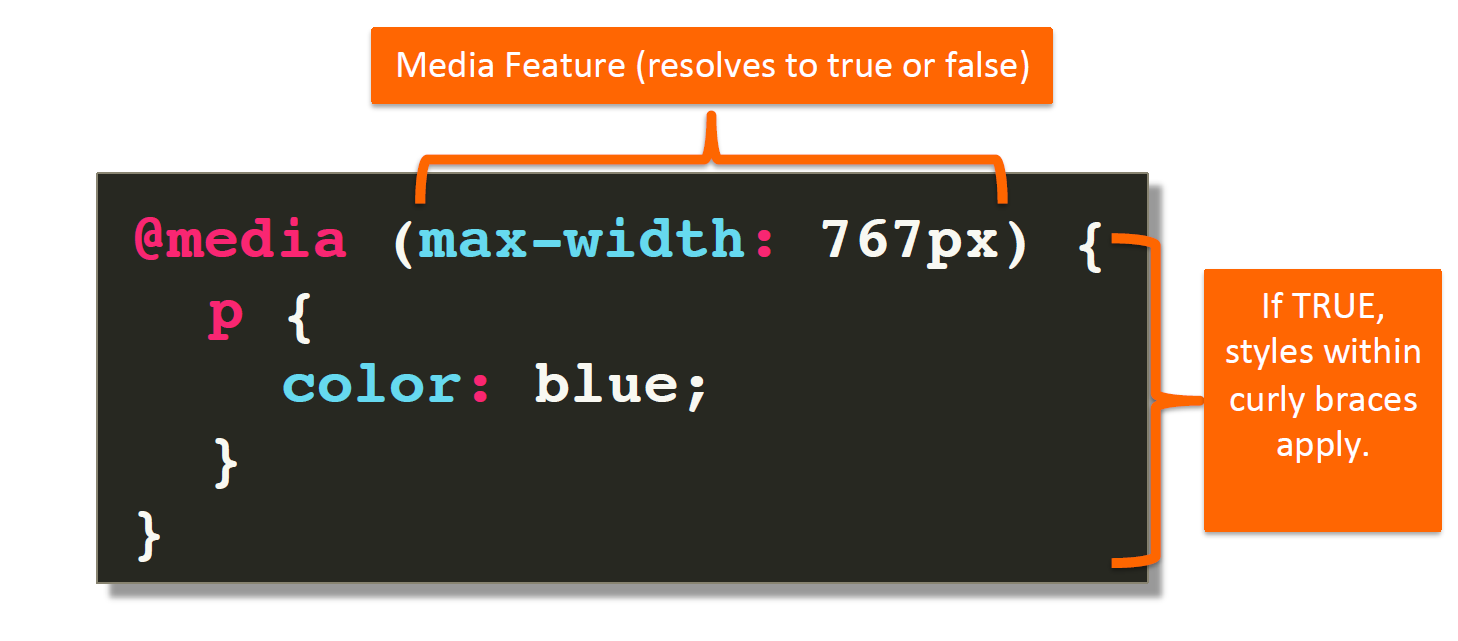 Media Feature (resolves to true or false)
@media (max-width: 767px) {
p {
color: blue;
}
}
If TRUE,
styles within
curly braces
apply.